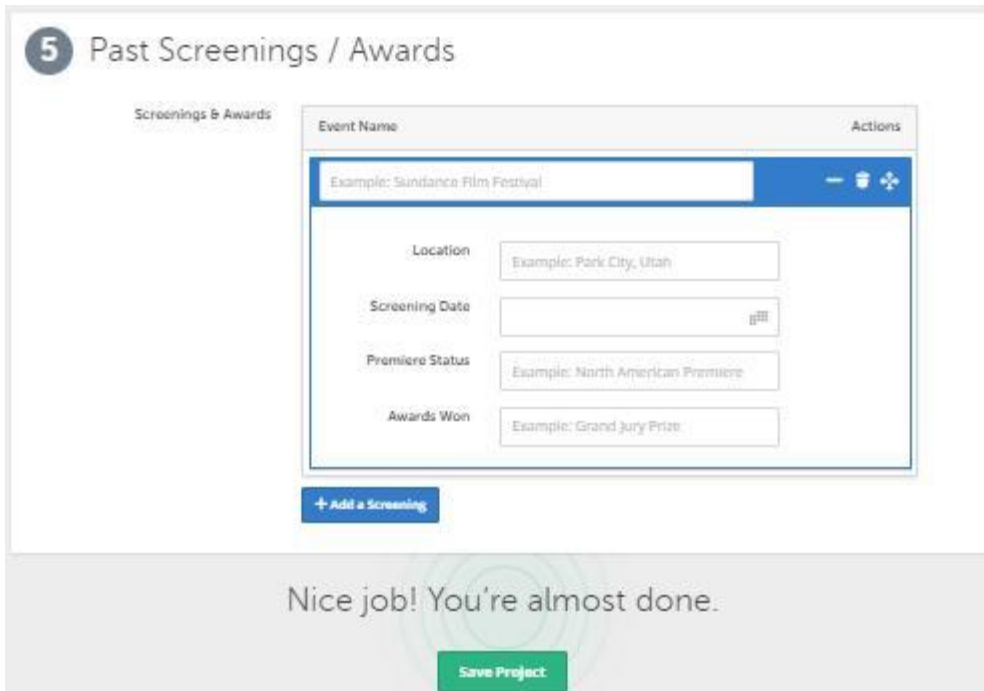 5 Past Screenings / Awards
Screenings & Awards
Event Name Actions
Example: Sundance Film Festival
Location Example: Park City, Utah
Screening Date
Premiere Status Example: North American Premiere
Awards Won Example: Grand Jury Prize
+ Add a Screening
Nice job! You're almost done.
Save Project